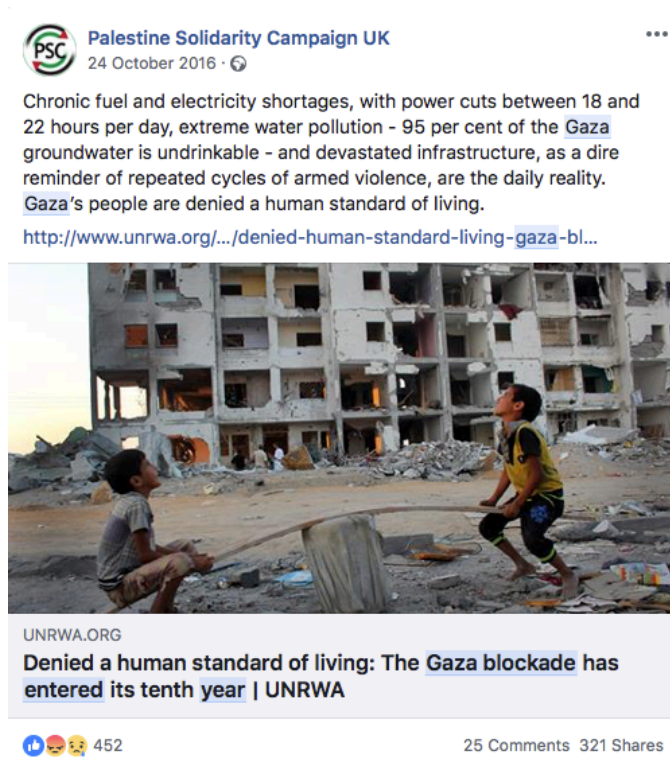 PSC
Palestine Solidarity Campaign UK
24 October 2016 ·
Chronic fuel and electricity shortages, with power cuts between 18 and
22 hours per day, extreme water pollution - 95 per cent of the Gaza
groundwater is undrinkable - and devastated infrastructure, as a dire
reminder of repeated cycles of armed violence, are the daily reality.
Gaza's people are denied a human standard of living.
http://www.unrwa.org/.../denied-human-standard-living-gaza-bl...
UNRWA.ORG
Denied a human standard of living: The Gaza blockade has
entered its tenth year | UNRWA
452
25 Comments 321 Shares